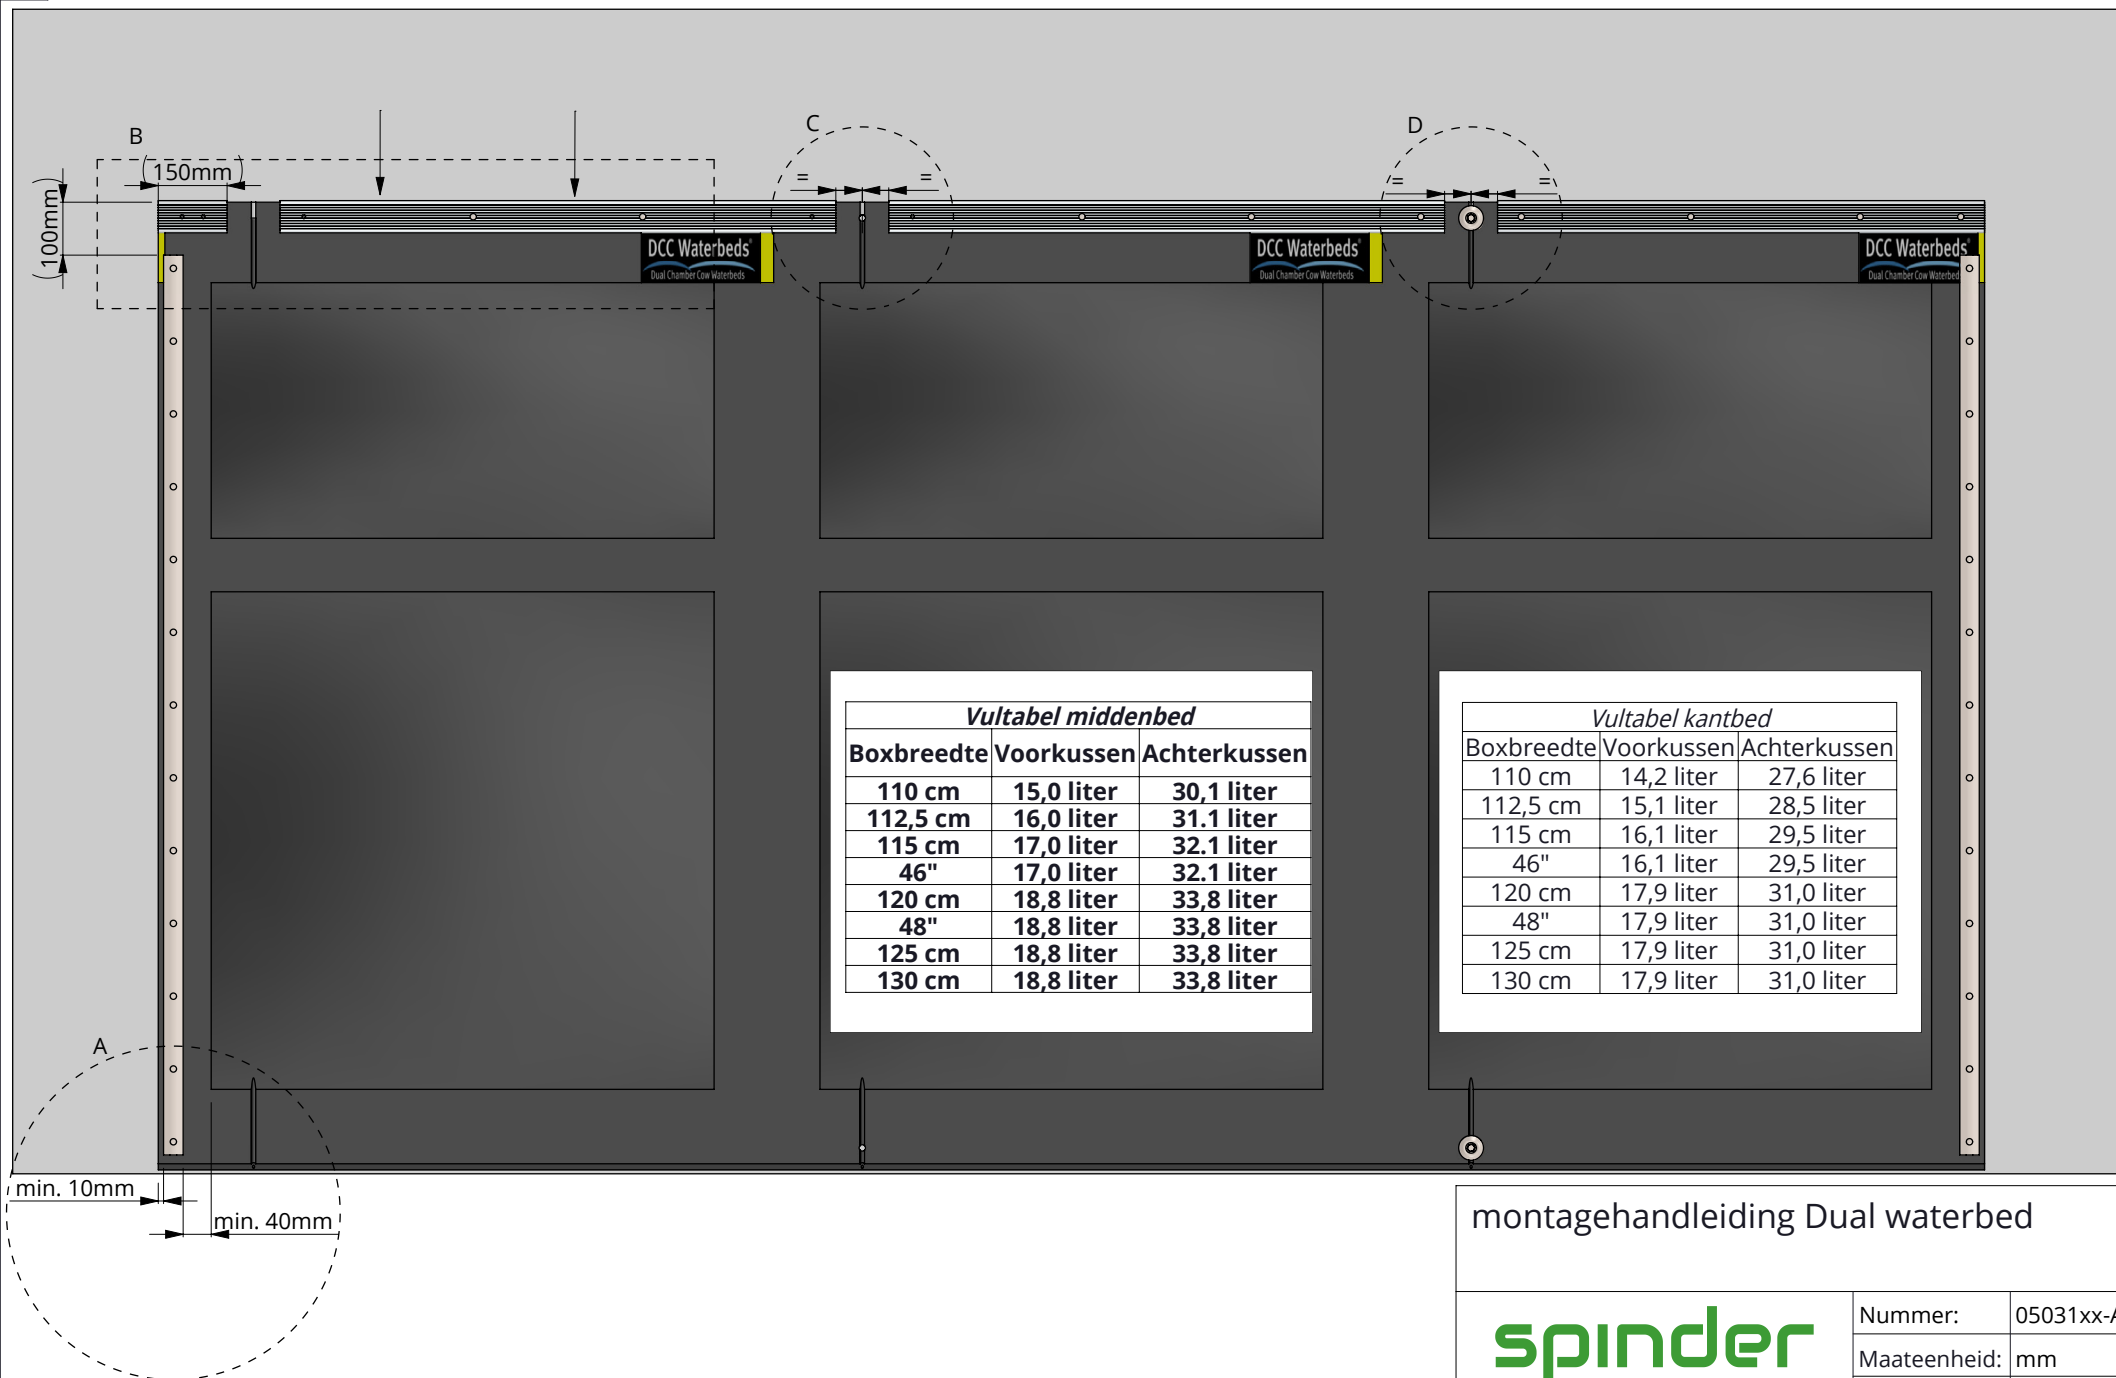 B
C
D
150mm
=
=
=
=
(100mm)
DCC Waterbeds®
Dual Chamber Cow Waterbeds
DCC Waterbeds®
Dual Chamber Cow Waterbeds
DCC Waterbeds
Dual Chamber Cow Waterbed
Vultabel middenbed
Boxbreedte Voorkussen Achterkussen
110 cm 15,0 liter 30,1 liter
112,5 cm 16,0 liter 31.1 liter
115 cm 17,0 liter 32.1 liter
46" 17,0 liter 32.1 liter
120 cm 18,8 liter 33,8 liter
48" 18,8 liter 33,8 liter
125 cm 18,8 liter 33,8 liter
130 cm 18,8 liter 33,8 liter
Vultabel kantbed
Boxbreedte Voorkussen Achterkussen
110 cm 14,2 liter 27,6 liter
112,5 cm 15,1 liter 28,5 liter
115 cm 16,1 liter 29,5 liter
46" 16,1 liter 29,5 liter
120 cm 17,9 liter 31,0 liter
48" 17,9 liter 31,0 liter
125 cm 17,9 liter 31,0 liter
130 cm 17,9 liter 31,0 liter
A
min. 10mm
min. 40mm
montagehandleiding Dual waterbed
spinder
Nummer: 05031xx-A
Maateenheid: mm